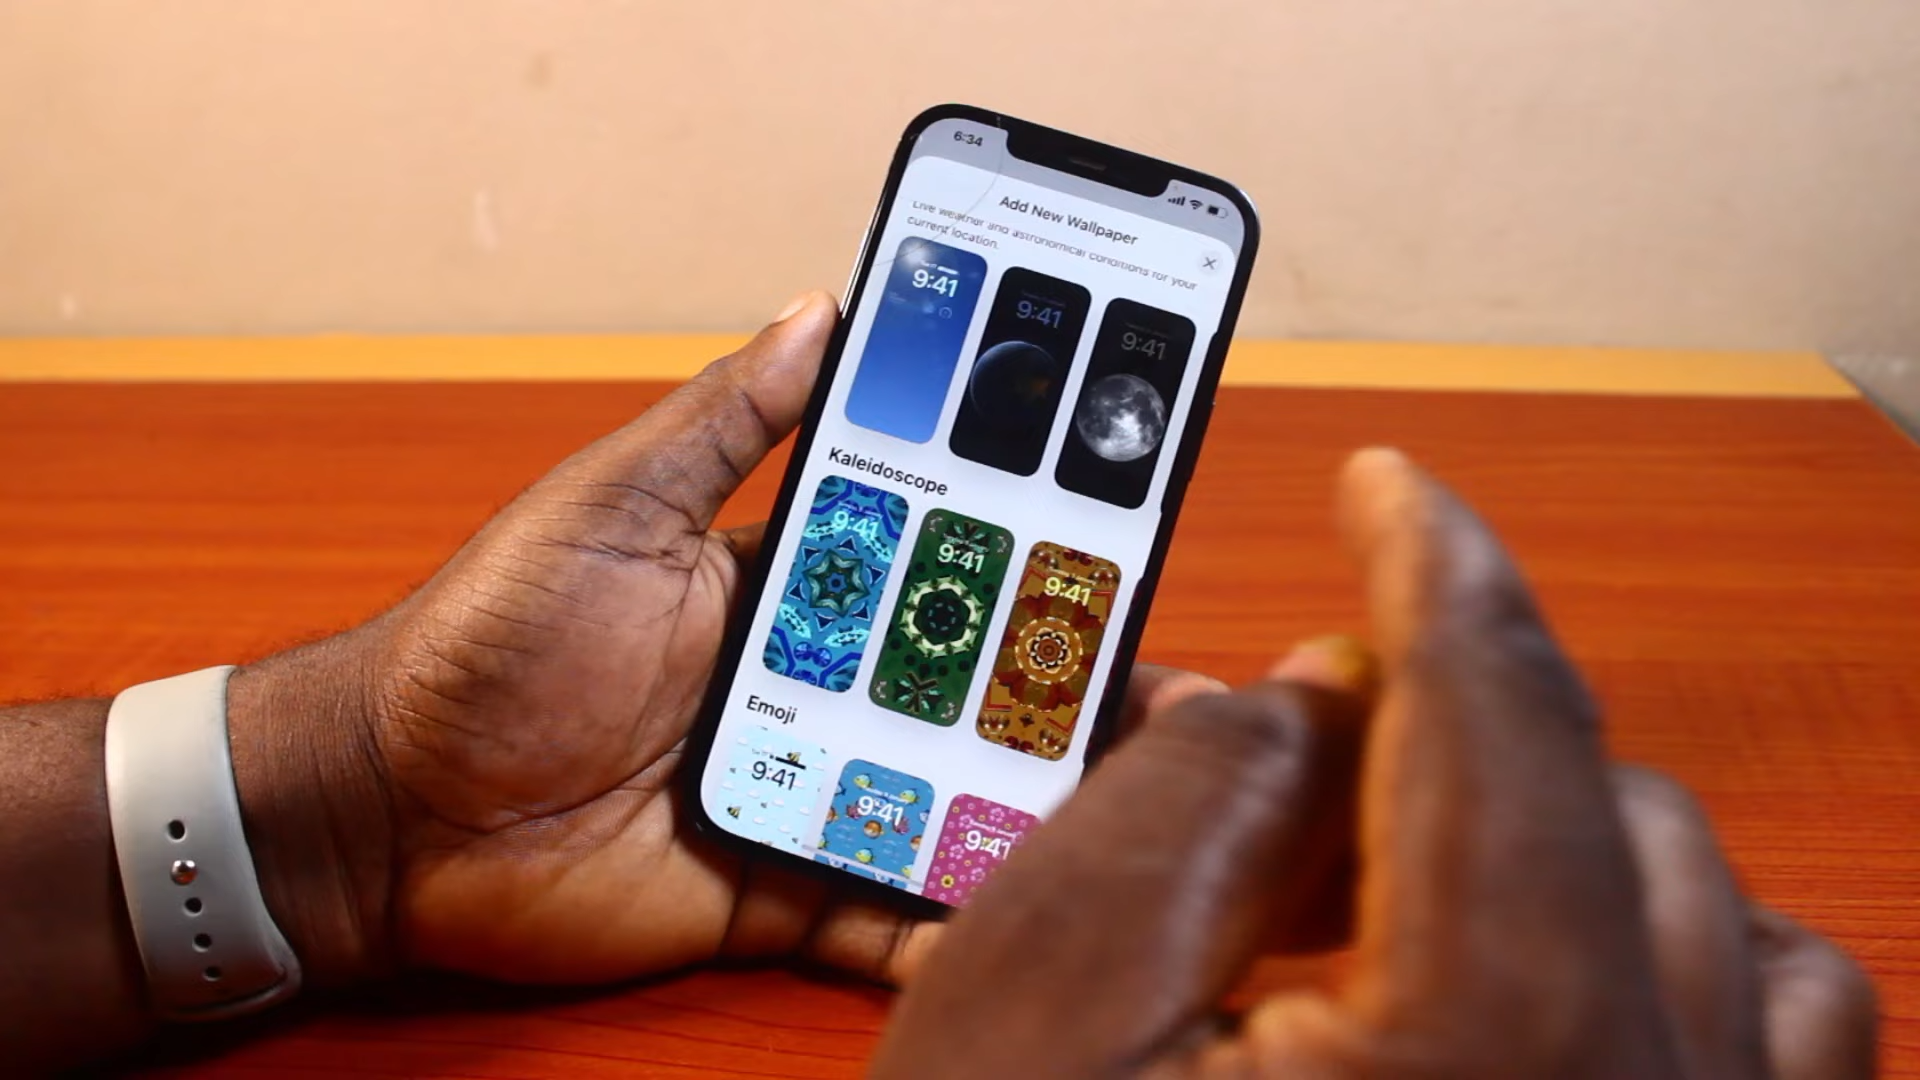 6:34
Add New Wallpaper
Live weather and astronomical conditions for your
current location.
9:41
9:41
9:41
Kaleidoscope
9:41
9:41
9:41
Emoji
9:41
9:41
9:41